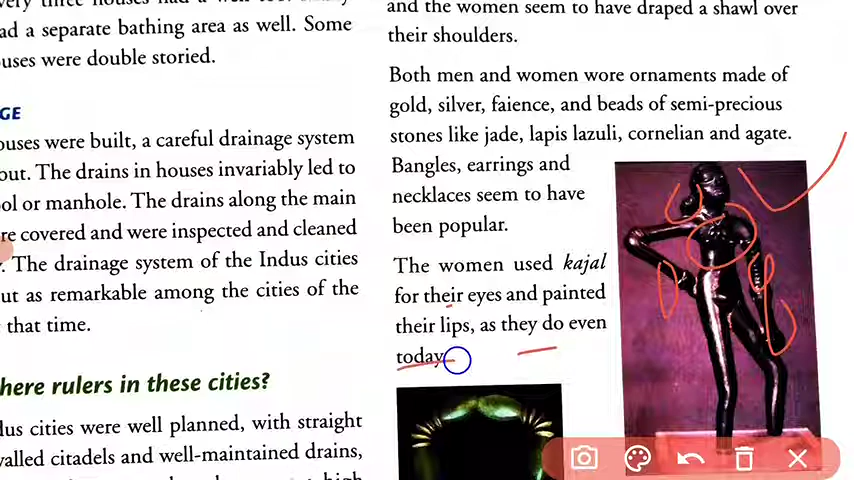 had a separate bathing area as well. Some
houses were double storied.
GE
houses were built, a careful drainage system
out. The drains in houses invariably led to
ol or manhole. The drains along the main
re covered and were inspected and cleaned
. The drainage system of the Indus cities
ut as remarkable among the cities of the
that time.
here rulers in these cities?
dus cities were well planned, with straight
walled citadels and well-maintained drains,
and the women seem to have draped a shawl over
their shoulders.
Both men and women wore ornaments made of
gold, silver, faience, and beads of semi-precious
stones like jade, lapis lazuli, cornelian and agate.
Bangles, earrings and
necklaces seem to have
been popular.
The women used kajal
for their eyes and painted
their lips, as they do even
today